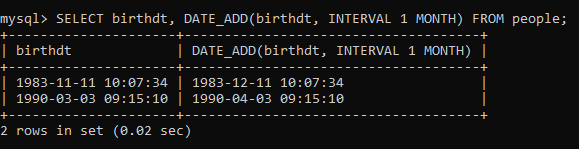 mysql> SELECT birthdt, DATE_ADD(birthdt, INTERVAL 1 MONTH) FROM people;
+---------------------+-------------------------------------+
| birthdt             | DATE_ADD(birthdt, INTERVAL 1 MONTH) |
+---------------------+-------------------------------------+
| 1983-11-11 10:07:34 | 1983-12-11 10:07:34                 |
| 1990-03-03 09:15:10 | 1990-04-03 09:15:10                 |
+---------------------+-------------------------------------+
2 rows in set (0.02 sec)